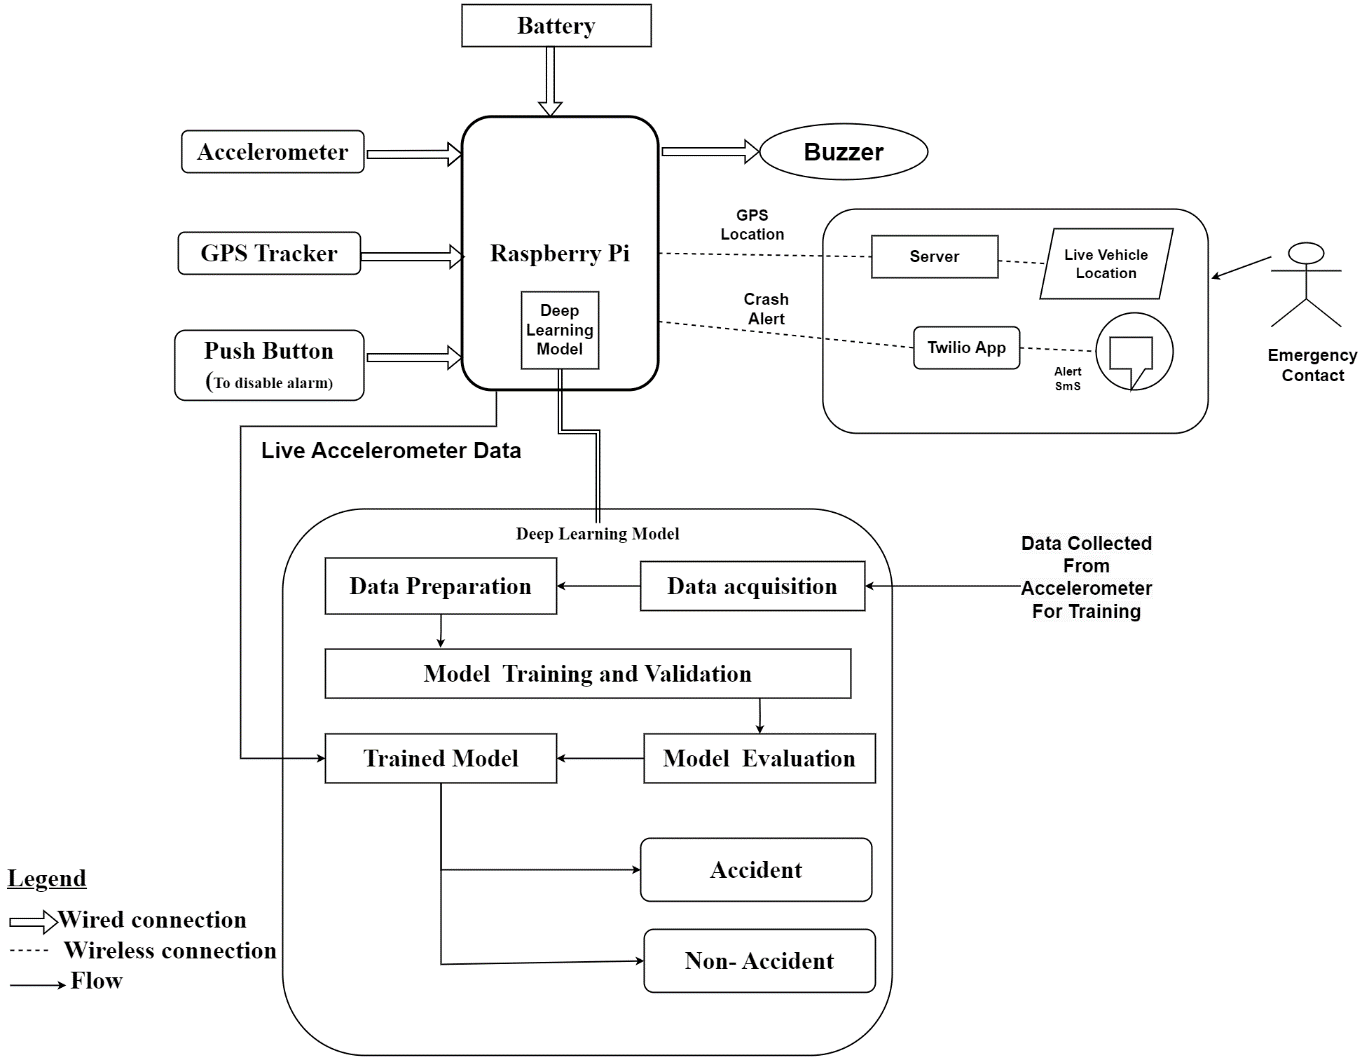 Battery
Accelerometer
Buzzer
GPS Tracker
Raspberry Pi
GPS
Location
Server
Live Vehicle
Location
Deep
Learning
Model
Crash
Alert
Twilio App
Alert
SmS
Emergency
Contact
Push Button
(To disable alarm)
Live Accelerometer Data
Deep Learning Model
Data Preparation
Data acquisition
Data Collected
From
Accelerometer
For Training
Model Training and Validation
Trained Model
Model Evaluation
Accident
Non- Accident
Legend
Wired connection
Wireless connection
Flow